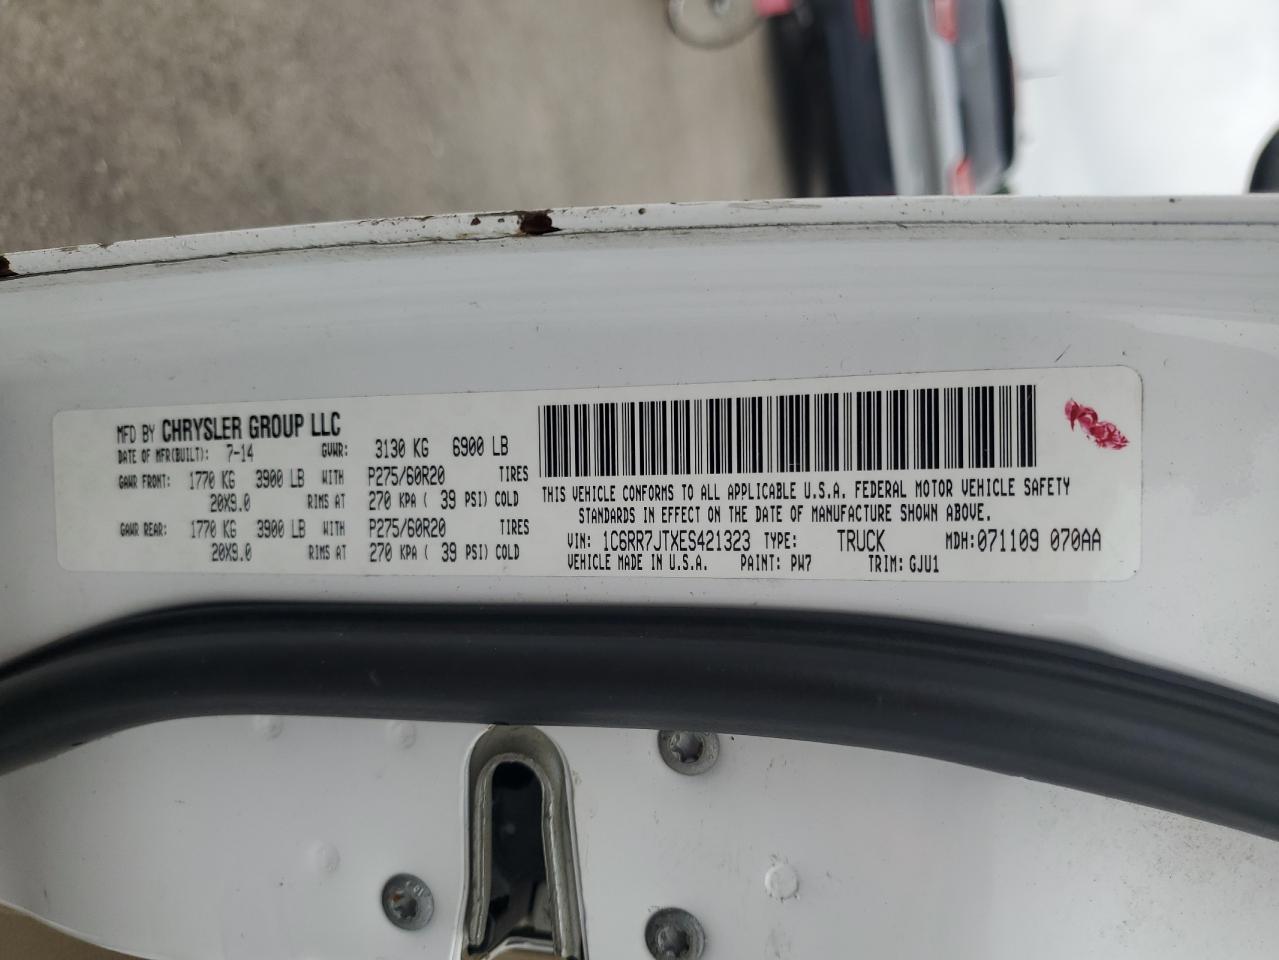 MFD BY CHRYSLER GROUP LLC
DATE OF MFR(BUILT): 7-14 GVWR: 3130 KG 6900 LB
GAWR FRONT: 1770 KG 3900 LB WITH P275/60R20 TIRES
20X9.0 RIMS AT 270 KPA ( 39 PSI) COLD
GAWR REAR: 1770 KG 3900 LB WITH P275/60R20 TIRES
20X9.0 RIMS AT 270 KPA ( 39 PSI) COLD
THIS VEHICLE CONFORMS TO ALL APPLICABLE U.S.A. FEDERAL MOTOR VEHICLE SAFETY
STANDARDS IN EFFECT ON THE DATE OF MANUFACTURE SHOWN ABOVE.
VIN: 1C6RR7JTXES421323 TYPE: TRUCK MDH: 071109 070AA
VEHICLE MADE IN U.S.A. PAINT: PW7 TRIM: GJU1